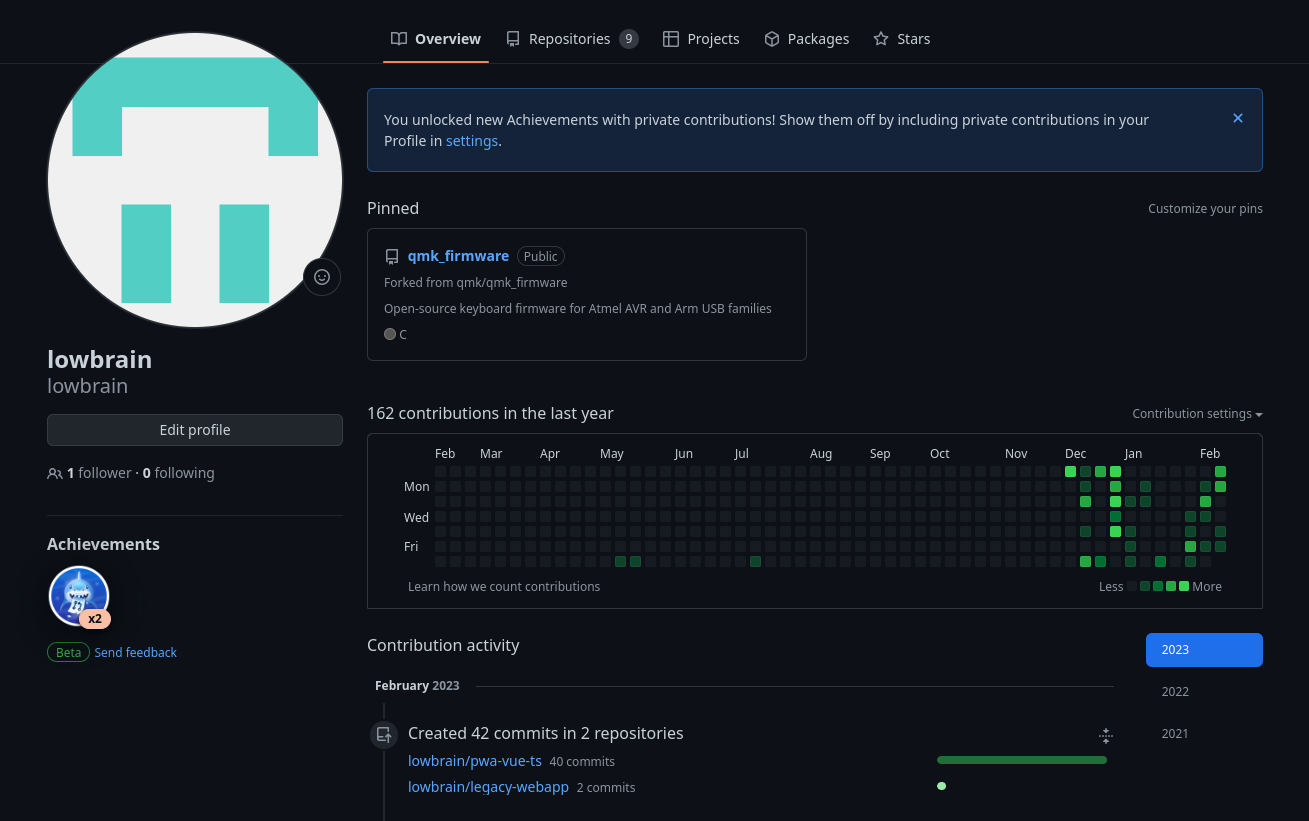 Overview Repositories 9 Projects Packages Stars
You unlocked new Achievements with private contributions! Show them off by including private contributions in your
Profile in settings.
Pinned Customize your pins
qmk_firmware Public
Forked from qmk/qmk_firmware
Open-source keyboard firmware for Atmel AVR and Arm USB families
C
lowbrain
lowbrain
Edit profile
1 follower · 0 following
Achievements
x2
Beta Send feedback
162 contributions in the last year Contribution settings
Feb Mar Apr May Jun Jul Aug Sep Oct Nov Dec Jan Feb
Mon
Wed
Fri
Learn how we count contributions Less More
Contribution activity
2023
2022
2021
February 2023
Created 42 commits in 2 repositories
lowbrain/pwa-vue-ts 40 commits
lowbrain/legacy-webapp 2 commits